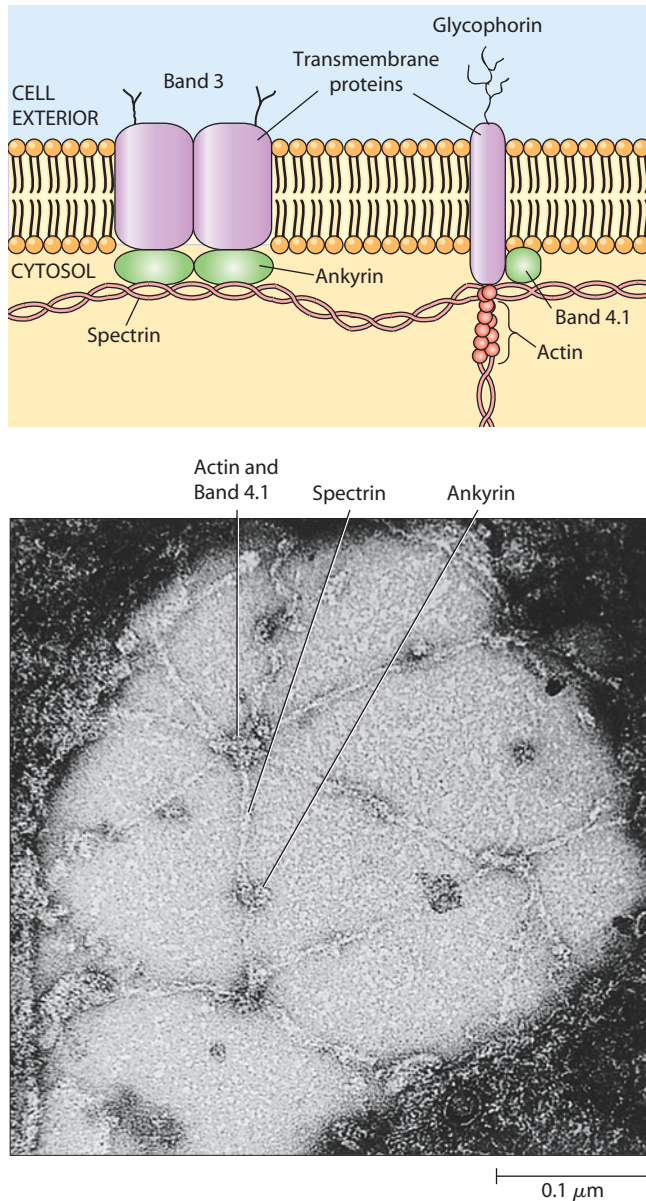 Glycophorin
Transmembrane
proteins
Band 3
CELL
EXTERIOR
CYTOSOL
Ankyrin
Band 4.1
Spectrin
Actin
Actin and
Band 4.1
Spectrin
Ankyrin
0.1 μm